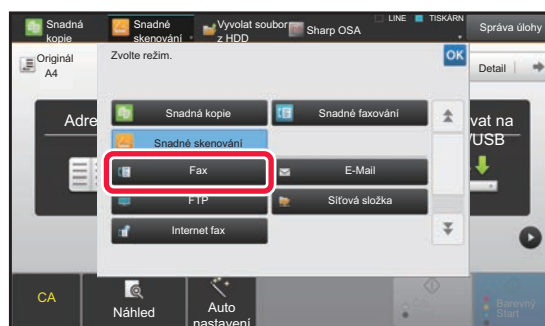 Snadná
kopie
Snadné
skenování
Vyvolat soubor
z HDD
Sharp OSA
LINE
TISKÁRN
Správa úlohy
Originál
A4
Zvolte režim.
OK
Detail
Adre
vat na
/USB
Snadná kopie
Snadné faxování
Snadné skenování
Fax
E-Mail
FTP
Síťová složka
Internet fax
CA
Náhled
Auto
nastavení
Barevný
Start